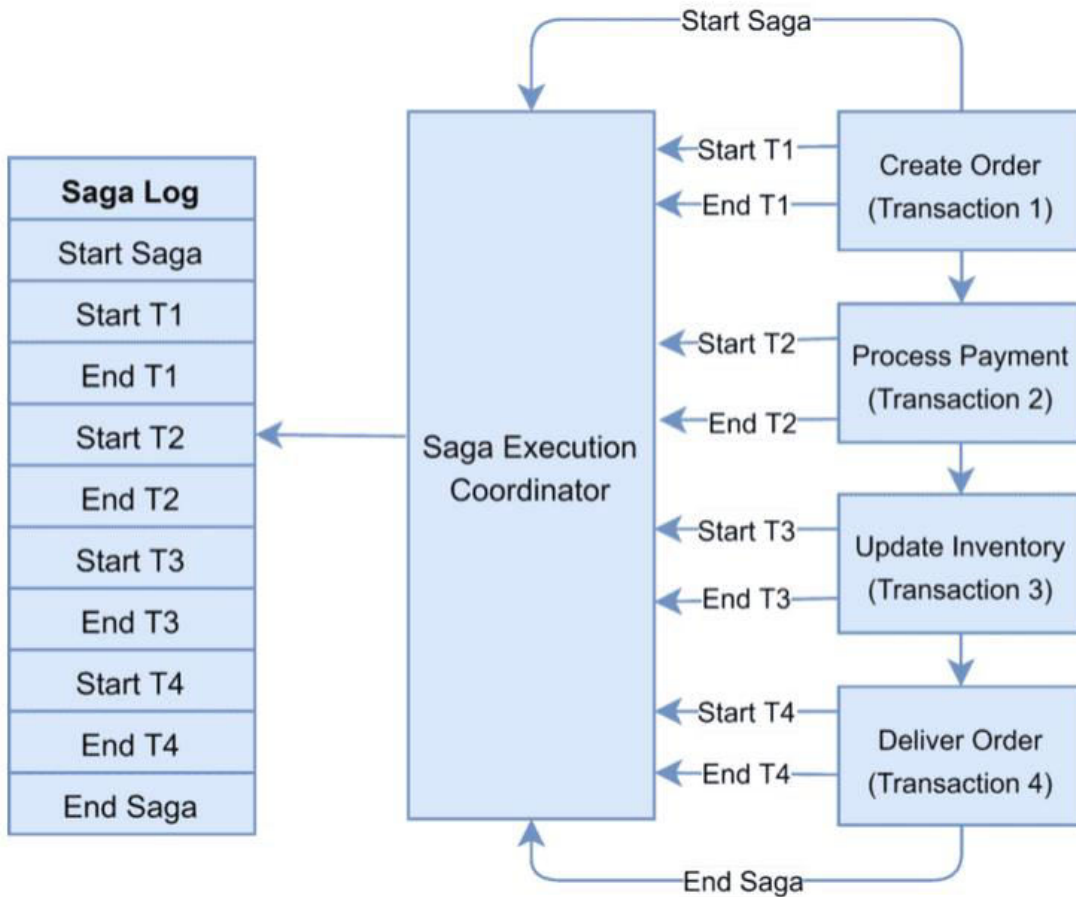 Start Saga
Saga Log
Start Saga
Start T1
End T1
Start T2
End T2
Start T3
End T3
Start T4
End T4
End Saga
Saga Execution
Coordinator
Start T1
End T1
Start T2
End T2
Start T3
End T3
Start T4
End T4
Create Order
(Transaction 1)
Process Payment
(Transaction 2)
Update Inventory
(Transaction 3)
Deliver Order
(Transaction 4)
End Saga